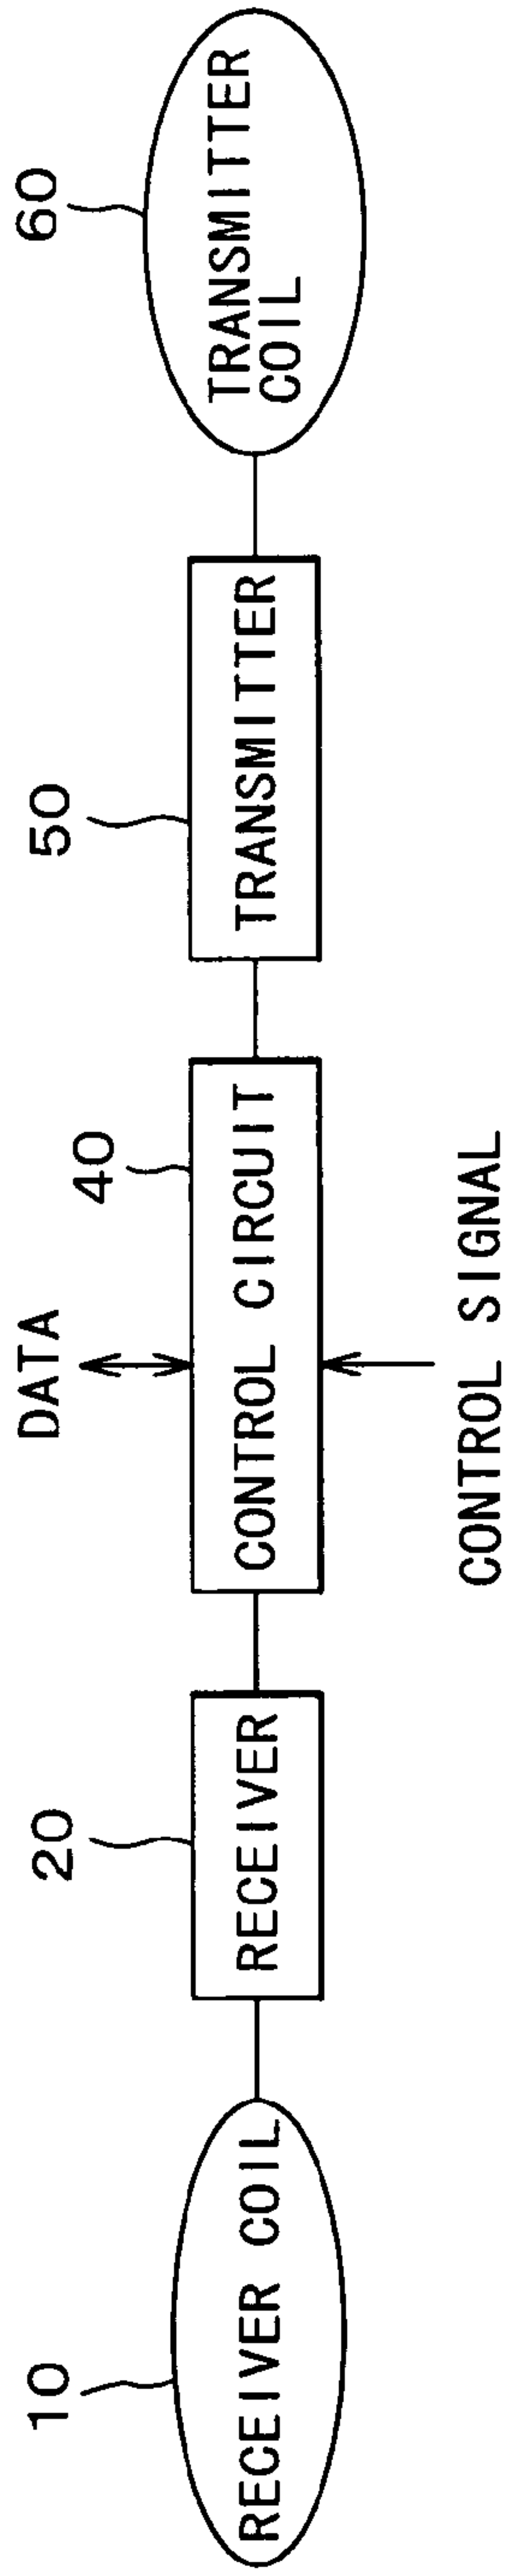 10
RECEIVER COIL
20
RECEIVER
DATA
40
CONTROL CIRCUIT
CONTROL SIGNAL
50
TRANSMITTER
60
TRANSMITTER
COIL